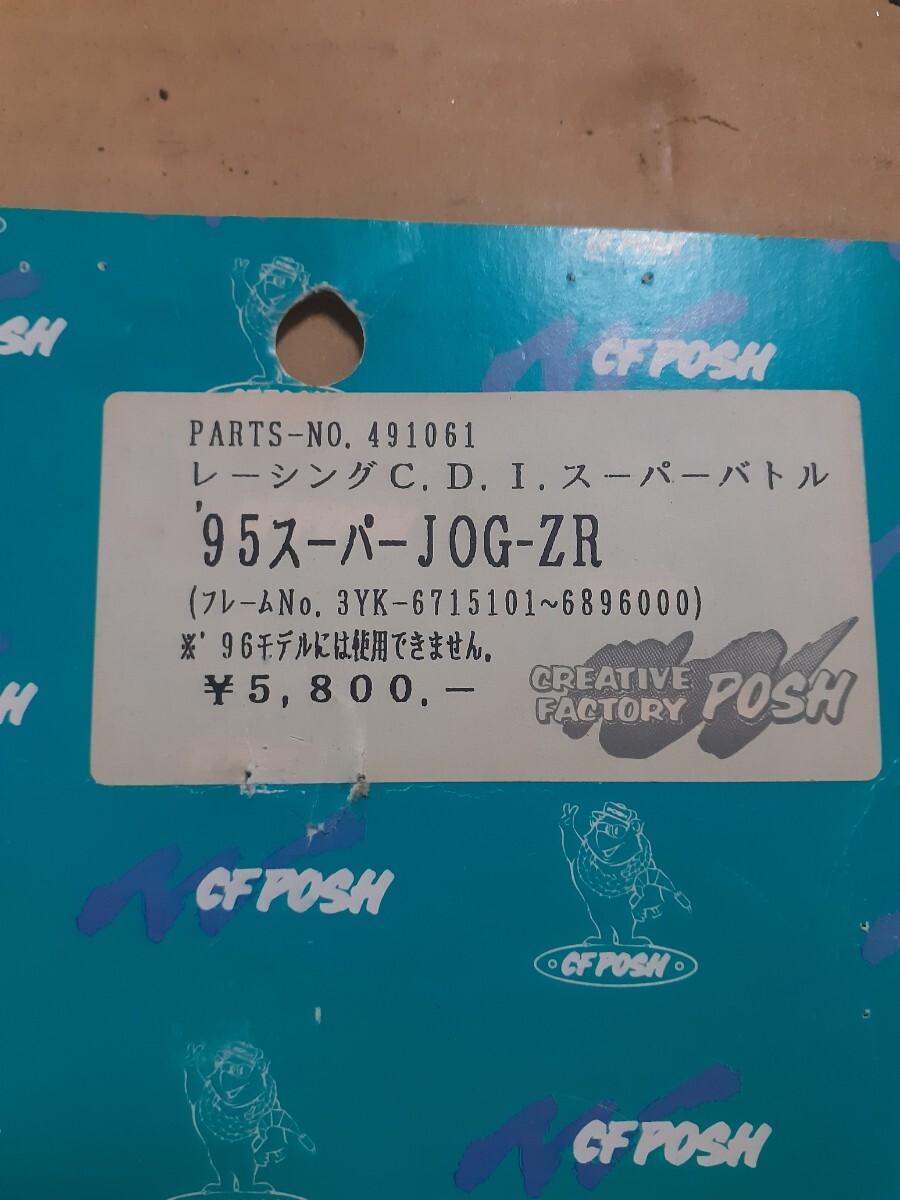 CF POSH
SH
CF POSH
PARTS-NO. 491061
レーシングC.D.I.スーパーバトル
'95スーパーJOG-ZR
(フレームNo. 3YK-6715101~6896000)
※'96モデルには使用できません。
¥5,800.-
CREATIVE
FACTORY POSH
H
CF POSH
CF POSH
CF POSH